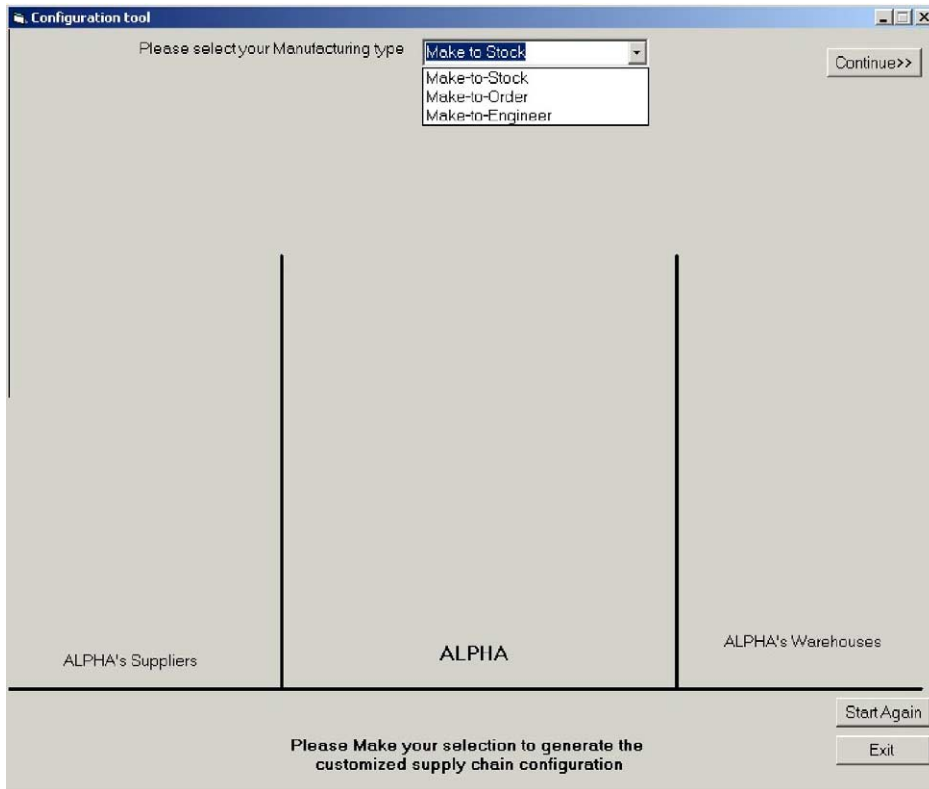 Configuration tool
Please select your Manufacturing type
Make to Stock
Continue>>
Make-to-Stock
Make-to-Order
Make-to-Engineer
ALPHA's Suppliers
ALPHA
ALPHA's Warehouses
Start Again
Please Make your selection to generate the
customized supply chain configuration
Exit